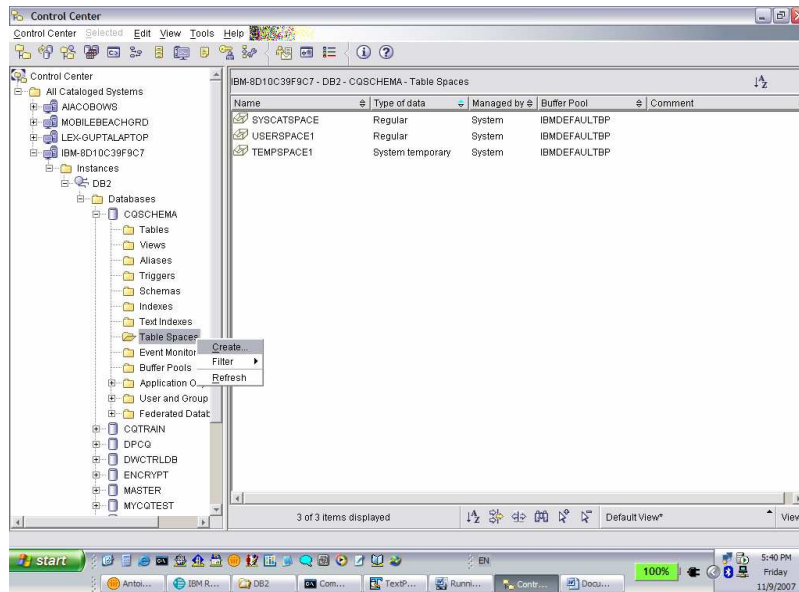 Control Center
Control Center Selected Edit View Tools Help
Control Center
All Cataloged Systems
AIACOBOWS
MOBILEBEACHGRD
LEX-GUPTALAPTOP
IBM-8D10C39F9C7
Instances
DB2
Databases
CQSCHEMA
Tables
Views
Aliases
Triggers
Schemas
Indexes
Text Indexes
Table Spaces
Event Monitor
Buffer Pools
Application O
User and Group
Federated Datab
CQTRAIN
DPCQ
DWCTRLDB
ENCRYPT
MASTER
MYCQTEST
Create...
Filter
Refresh
IBM-8D10C39F9C7 - DB2 - CQSCHEMA - Table Spaces
Name Type of data Managed by Buffer Pool Comment
SYSCATSPACE Regular System IBMDEFAULTBP
USERSPACE1 Regular System IBMDEFAULTBP
TEMPSPACE1 System temporary System IBMDEFAULTBP
3 of 3 items displayed Default View* View
start EN 5:40 PM
100% Friday
Antoi... IBM R... DB2 Com... TextP... Runni... Contr... Docu... 11/9/2007